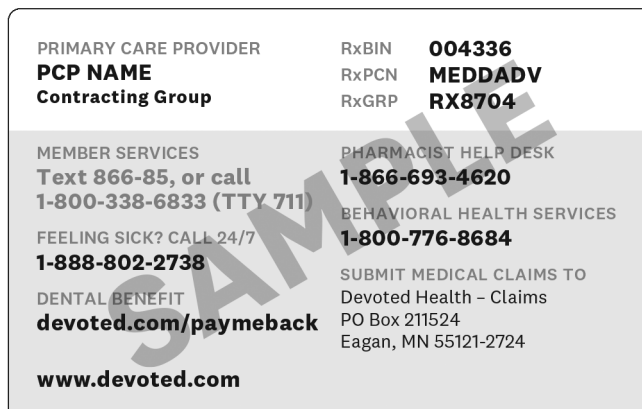 PRIMARY CARE PROVIDER
PCP NAME
Contracting Group
RxBIN 004336
RxPCN MEDDADV
RxGRP RX8704
MEMBER SERVICES
Text 866-85, or call
1-800-338-6833 (TTY 711)
FEELING SICK? CALL 24/7
1-888-802-2738
DENTAL BENEFIT
devoted.com/paymeback
www.devoted.com
PHARMACIST HELP DESK
1-866-693-4620
BEHAVIORAL HEALTH SERVICES
1-800-776-8684
SUBMIT MEDICAL CLAIMS TO
Devoted Health – Claims
PO Box 211524
Eagan, MN 55121-2724
SAMPLE